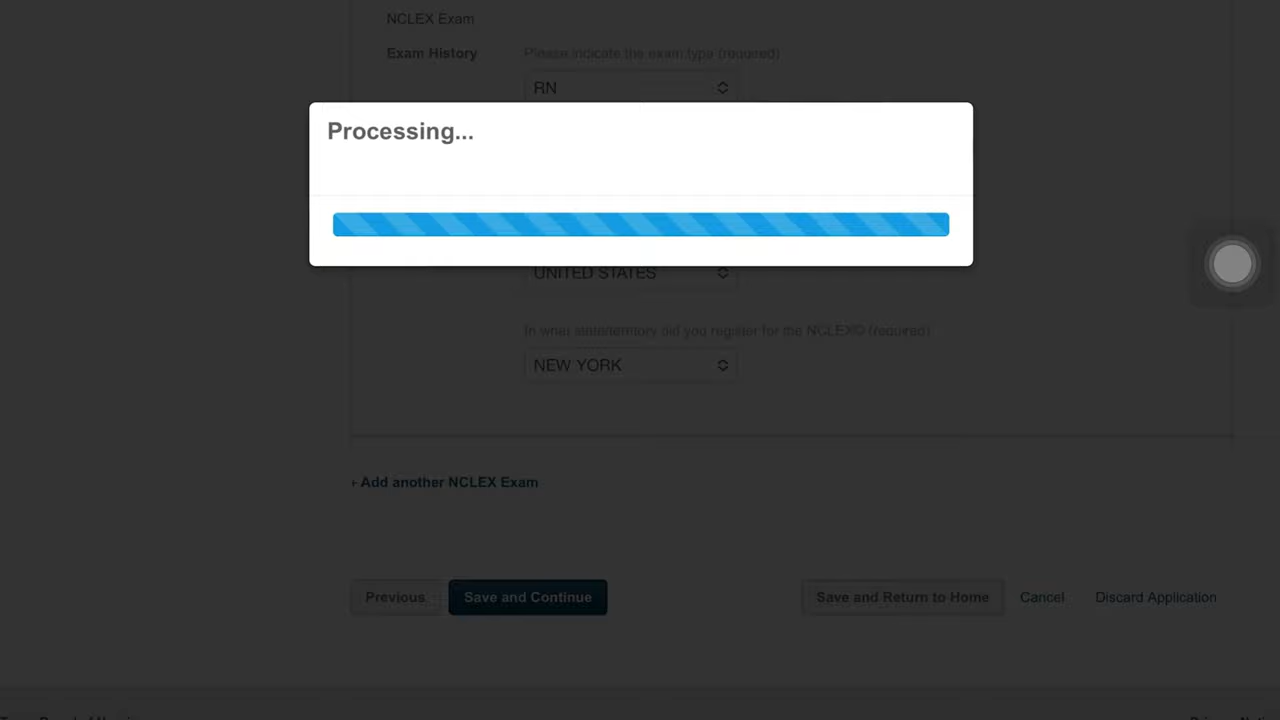 NCLEX Exam
Exam History
Please indicate the exam type (required)
RN
Processing...
UNITED STATES
In what state/territory did you register for the NCLEX© (required)
NEW YORK
+ Add another NCLEX Exam
Previous
Save and Continue
Save and Return to Home
Cancel
Discard Application